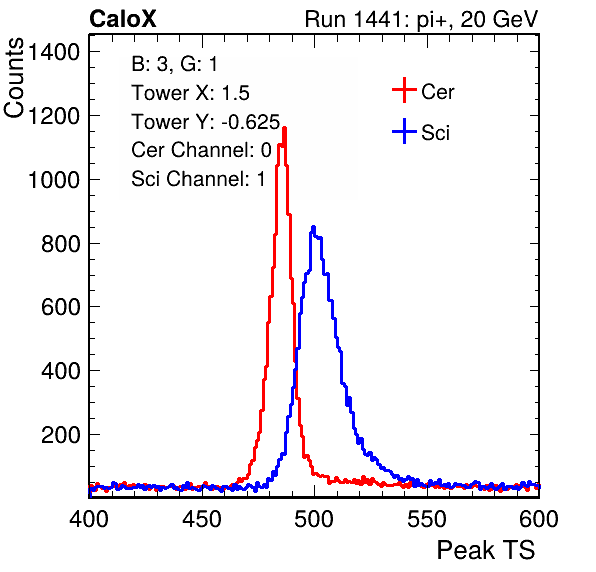 CaloX Run 1441: pi+, 20 GeV
Counts
1400
1200
1000
800
600
400
200
B: 3, G: 1
Tower X: 1.5
Tower Y: -0.625
Cer Channel: 0
Sci Channel: 1
Cer
Sci
400 450 500 550 600
Peak TS